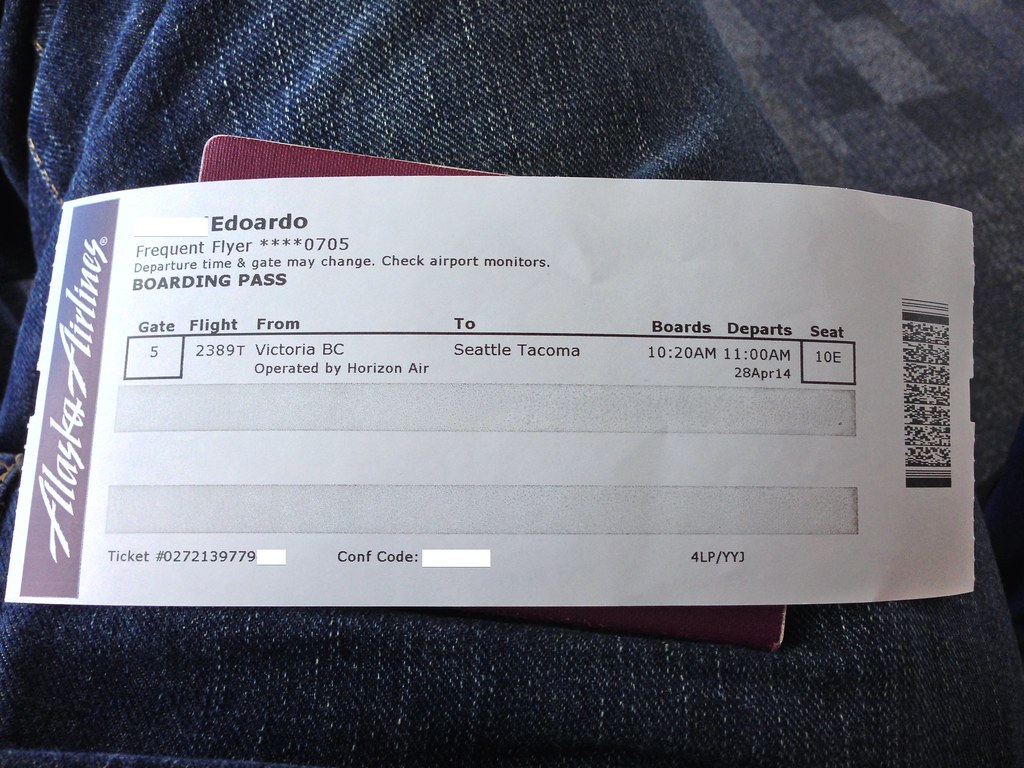 Alaska Airlines®
Edoardo
Frequent Flyer ****0705
Departure time & gate may change. Check airport monitors.
BOARDING PASS
Gate Flight From To Boards Departs Seat
5 2389T Victoria BC Seattle Tacoma 10:20AM 11:00AM 10E
Operated by Horizon Air 28Apr14
Ticket #0272139779 Conf Code: 4LP/YYJ